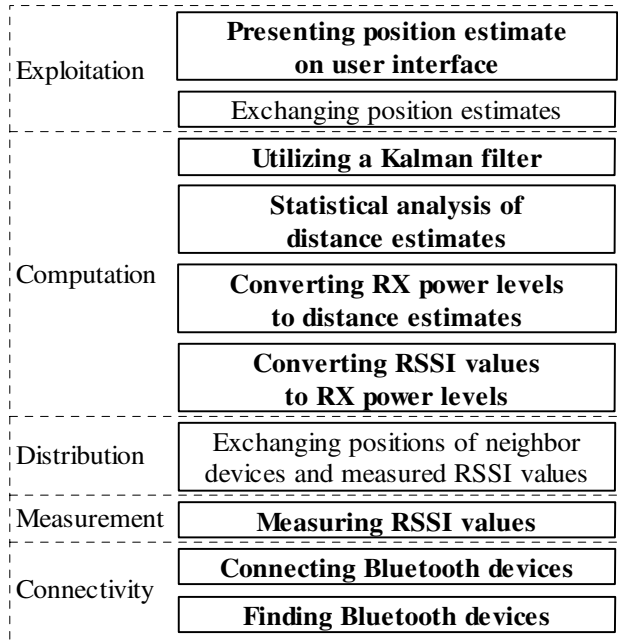 Exploitation
Presenting position estimate
on user interface
Exchanging position estimates
Computation
Utilizing a Kalman filter
Statistical analysis of
distance estimates
Converting RX power levels
to distance estimates
Converting RSSI values
to RX power levels
Distribution
Exchanging positions of neighbor
devices and measured RSSI values
Measurement
Measuring RSSI values
Connectivity
Connecting Bluetooth devices
Finding Bluetooth devices